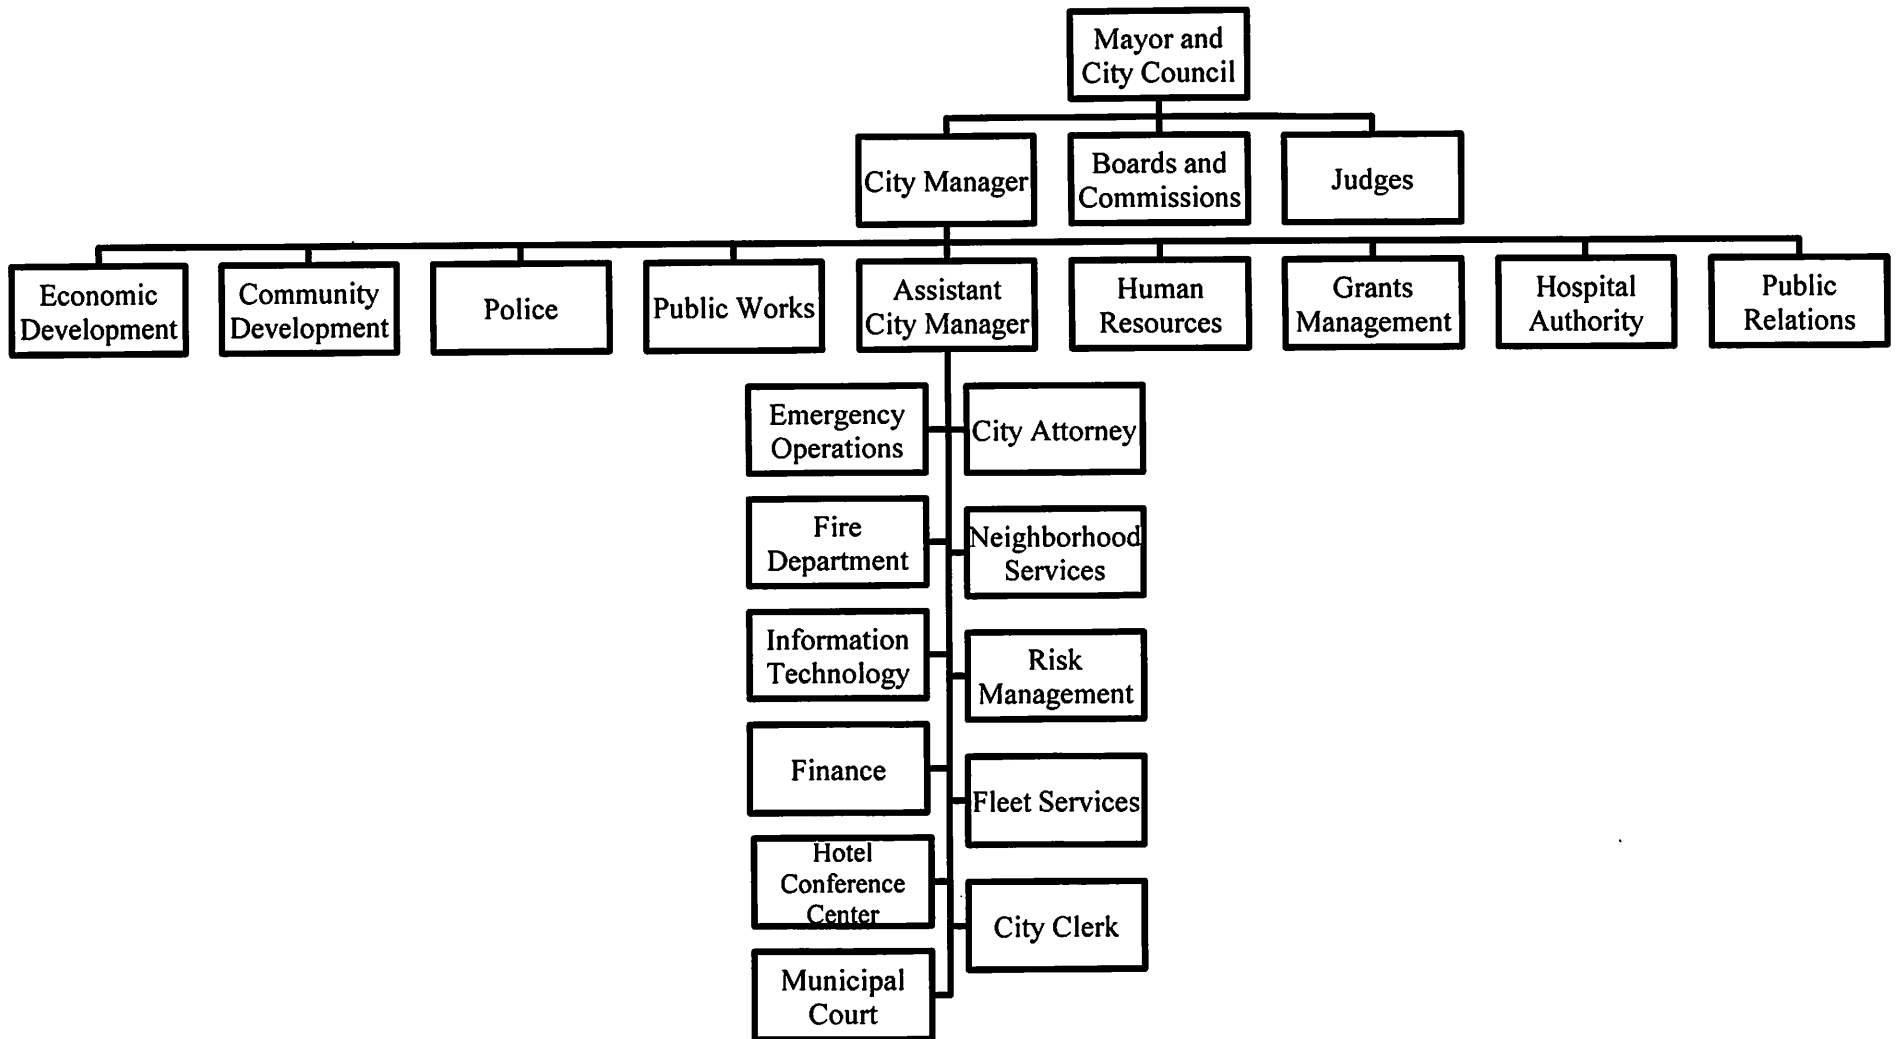 Mayor and
City Council
City Manager
Boards and
Commissions
Judges
Economic
Development
Community
Development
Police
Public Works
Assistant
City Manager
Human
Resources
Grants
Management
Hospital
Authority
Public
Relations
Emergency
Operations
City Attorney
Fire
Department
Neighborhood
Services
Information
Technology
Risk
Management
Finance
Fleet Services
Hotel
Conference
Center
City Clerk
Municipal
Court